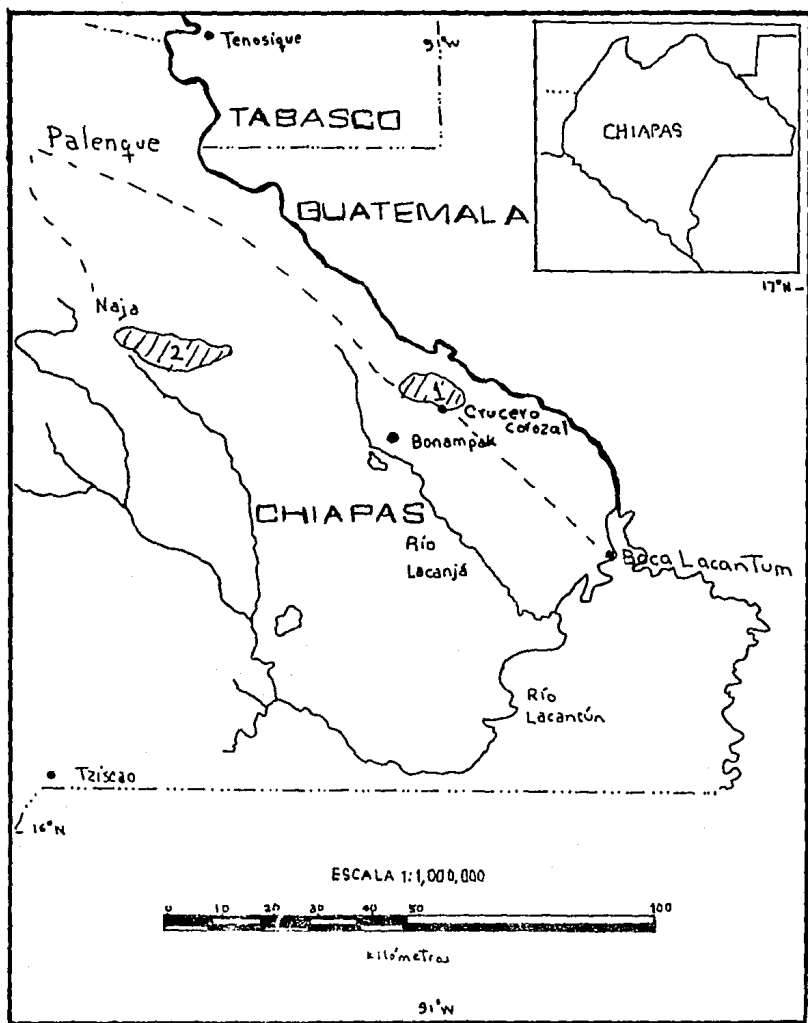 Tenosique
91°W
TABASCO
CHIAPAS
Palenque
GUATEMALA
17°N
Naja
2
1
Crucero
Corozal
Bonampak
CHIAPAS
Río
Lacanjá
Boca LacanTum
Río
Lacantún
Tziscao
16°N
ESCALA 1:1,000,000
0 10 20 30 40 50 100
kilómetros
91°W